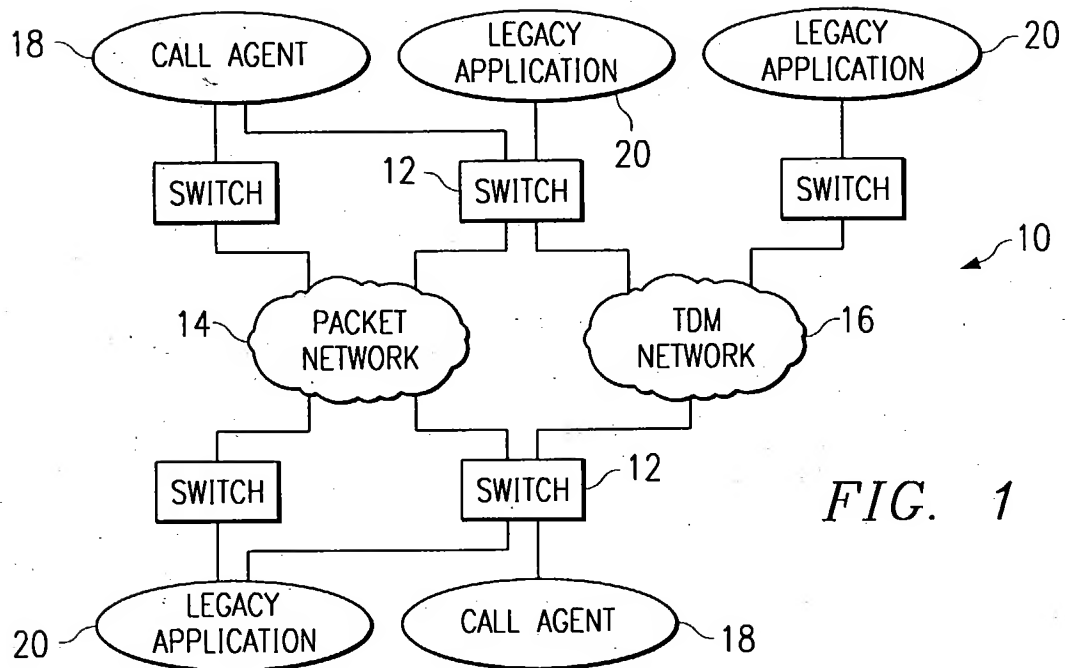 18
CALL AGENT
LEGACY
APPLICATION
20
LEGACY
APPLICATION
20
SWITCH
12
SWITCH
SWITCH
10
14
PACKET
NETWORK
TDM
NETWORK
16
SWITCH
SWITCH
12
FIG. 1
20
LEGACY
APPLICATION
CALL AGENT
18